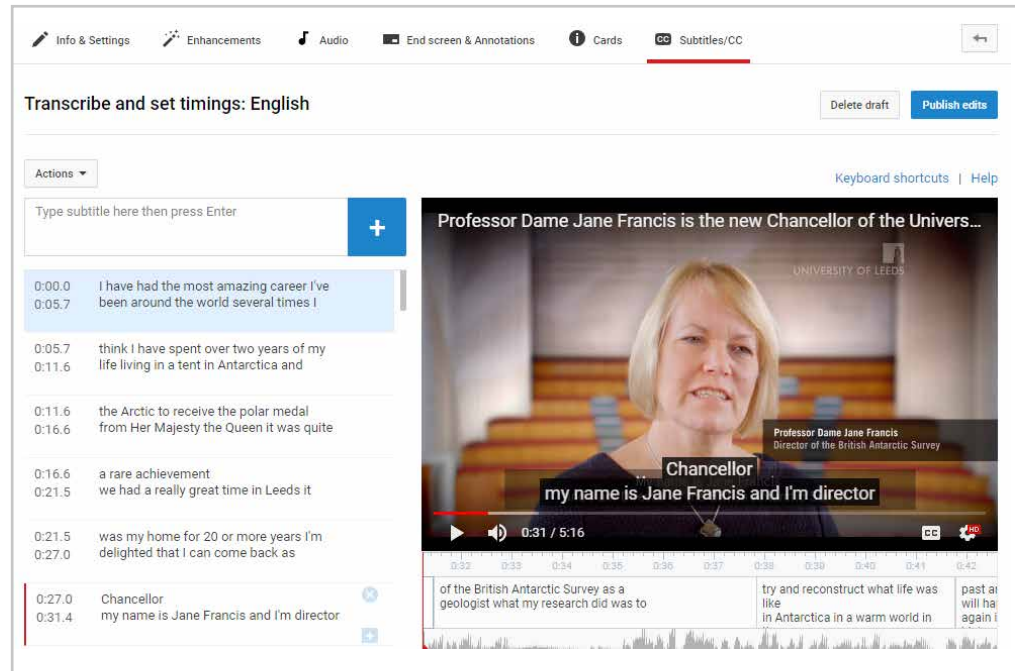 Info & Settings
Enhancements
Audio
End screen & Annotations
Cards
CC Subtitles/CC
Transcribe and set timings: English
Delete draft
Publish edits
Actions
Keyboard shortcuts | Help
Type subtitle here then press Enter
+
0:00.0 I have had the most amazing career I've
0:05.7 been around the world several times I
0:05.7 think I have spent over two years of my
0:11.6 life living in a tent in Antarctica and
0:11.6 the Arctic to receive the polar medal
0:16.6 from Her Majesty the Queen it was quite
0:16.6 a rare achievement
0:21.5 we had a really great time in Leeds it
0:21.5 was my home for 20 or more years I'm
0:27.0 delighted that I can come back as
0:27.0 Chancellor
0:31.4 my name is Jane Francis and I'm director
Professor Dame Jane Francis is the new Chancellor of the Univers...
UNIVERSITY OF LEEDS
Professor Dame Jane Francis
Director of the British Antarctic Survey
Chancellor
my name is Jane Francis and I'm director
0:31 / 5:16
CC
HD
0:32 0:33 0:34 0:35 0:36 0:37 0:38 0:39 0:40 0:41 0:42
of the British Antarctic Survey as a
geologist what my research did was to
try and reconstruct what life was
like
in Antarctica in a warm world in
past
will
again